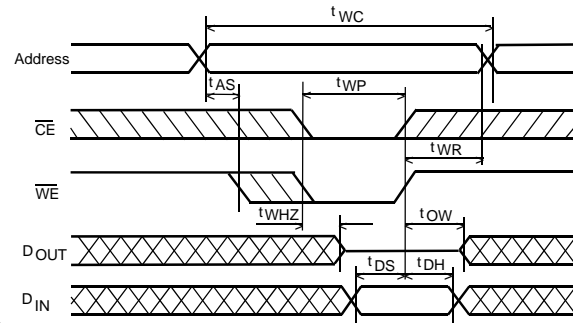 tWC
Address
tAS
tWP
CE
tWR
WE
tWHZ
tOW
DOUT
tDS
tDH
DIN